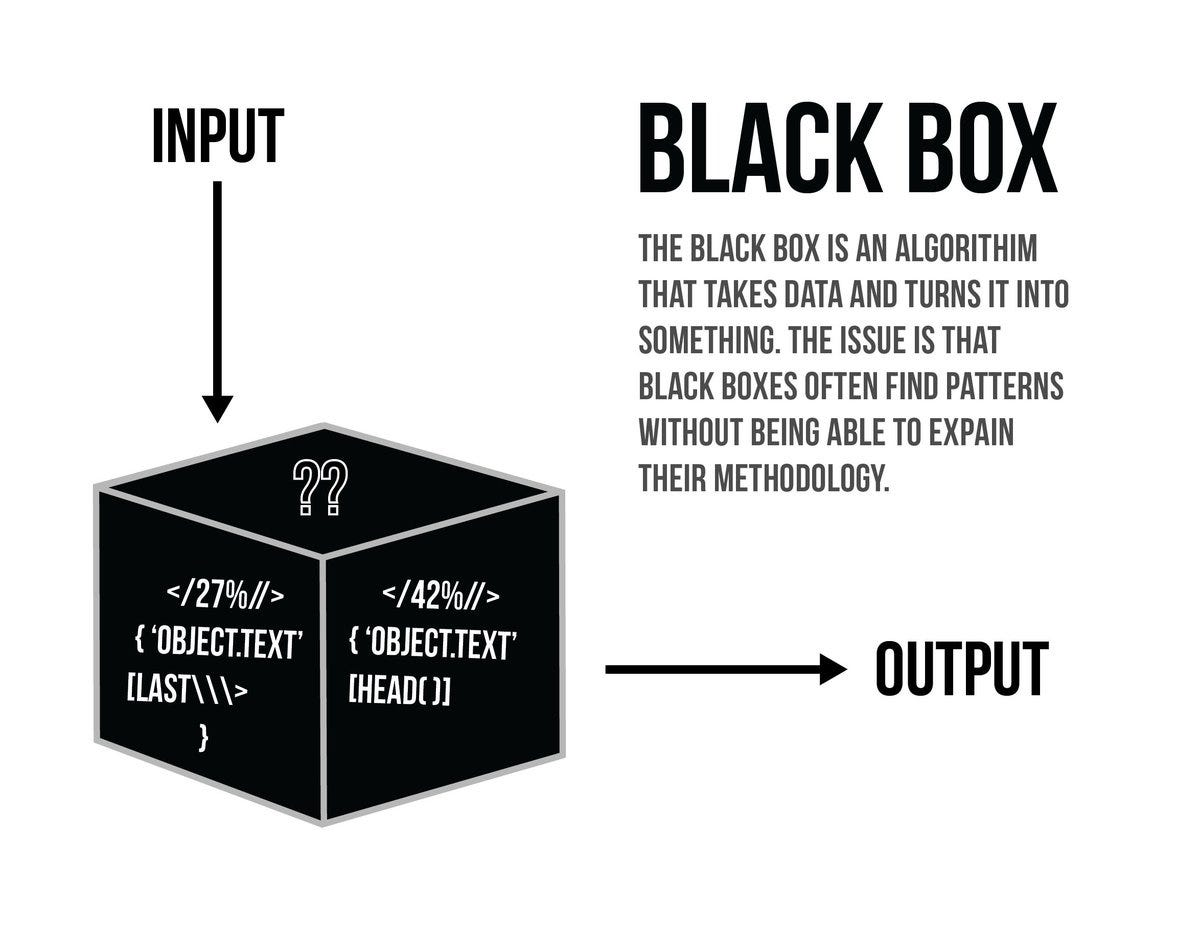 INPUT
BLACK BOX
THE BLACK BOX IS AN ALGORITHIM
THAT TAKES DATA AND TURNS IT INTO
SOMETHING. THE ISSUE IS THAT
BLACK BOXES OFTEN FIND PATTERNS
WITHOUT BEING ABLE TO EXPAIN
THEIR METHODOLOGY.
??
</27%//>
{ ‘OBJECT.TEXT’
[LAST\\\>
}
</42%//>
{ ‘OBJECT.TEXT’
[HEAD( )]
OUTPUT